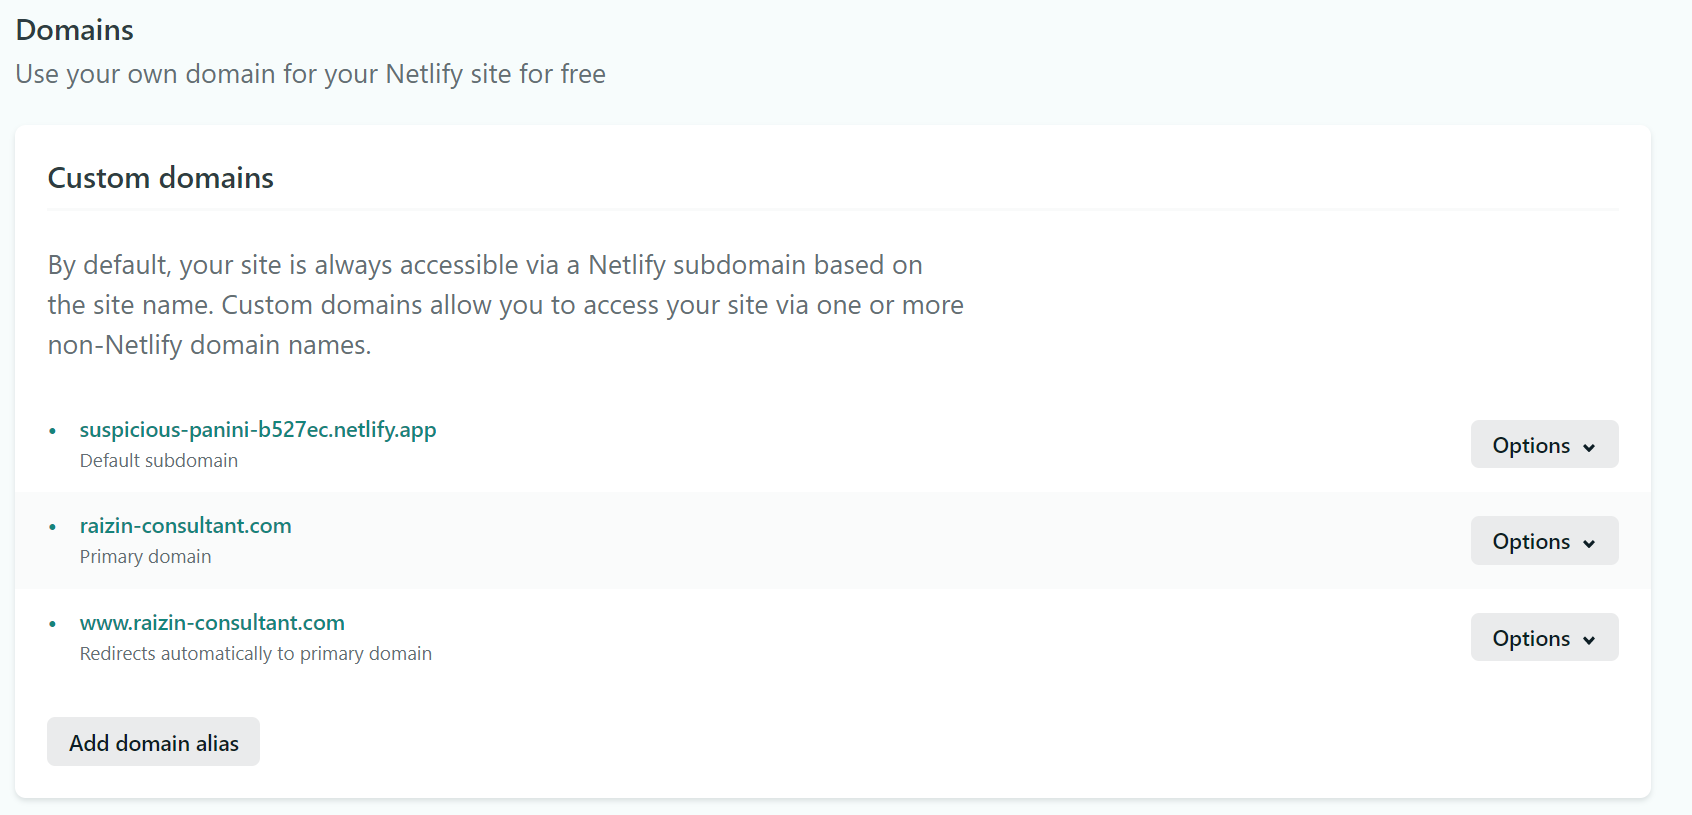 Domains
Use your own domain for your Netlify site for free
Custom domains
By default, your site is always accessible via a Netlify subdomain based on
the site name. Custom domains allow you to access your site via one or more
non-Netlify domain names.
suspicious-panini-b527ec.netlify.app
Default subdomain
Options
raizin-consultant.com
Primary domain
Options
www.raizin-consultant.com
Redirects automatically to primary domain
Options
Add domain alias